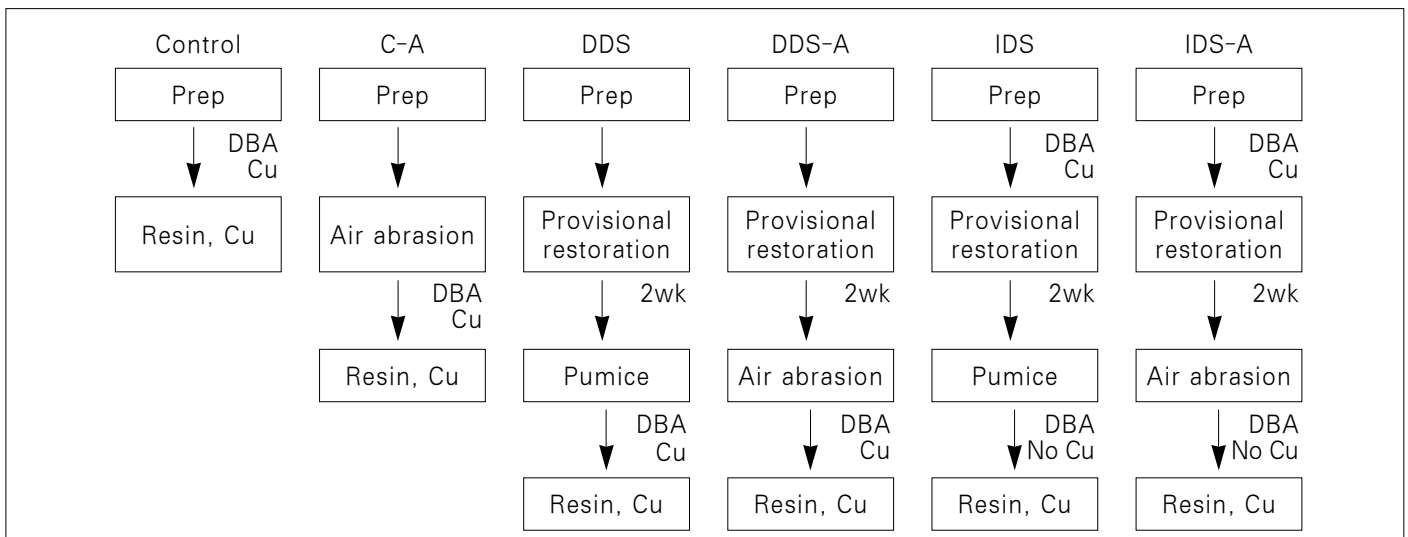 Control C-A DDS DDS-A IDS IDS-A
Prep Prep Prep Prep Prep Prep
DBA DBA DBA
Cu Cu Cu
Resin, Cu Air abrasion Provisional restoration Provisional restoration Provisional restoration Provisional restoration
DBA 2wk 2wk 2wk 2wk
Cu
Resin, Cu Pumice Air abrasion Pumice Air abrasion
DBA DBA DBA DBA
Cu Cu No Cu No Cu
Resin, Cu Resin, Cu Resin, Cu Resin, Cu